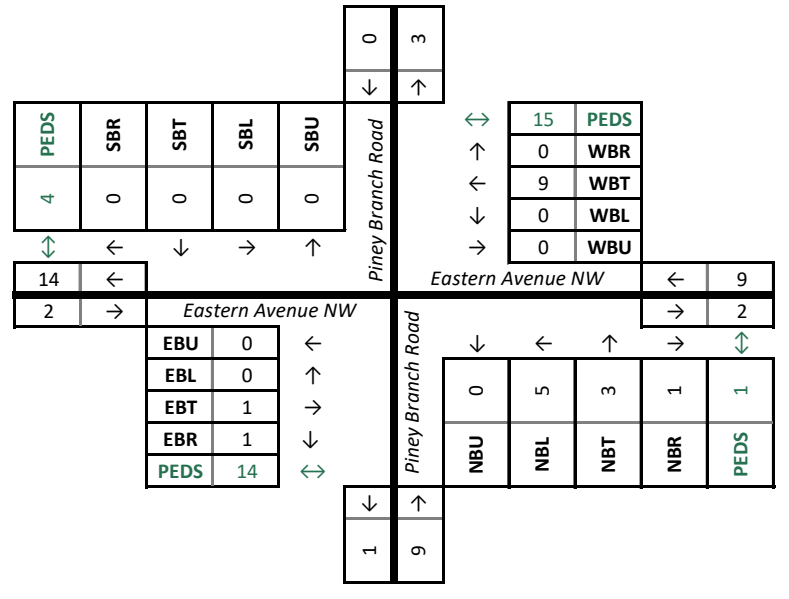 0 3
↓ ↑
PEDS SBR SBT SBL SBU
4 0 0 0 0
↕ ← ↓ → ↑
Piney Branch Road
↔ 15 PEDS
↑ 0 WBR
← 9 WBT
↓ 0 WBL
→ 0 WBU
14 ←
Eastern Avenue NW
← 9
2 →
Eastern Avenue NW
→ 2
EBU 0 ←
EBL 0 ↑
EBT 1 →
EBR 1 ↓
PEDS 14 ↔
Piney Branch Road
↓ ← ↑ → ↕
0 5 3 1 1
NBU NBL NBT NBR PEDS
↓ ↑
1 9